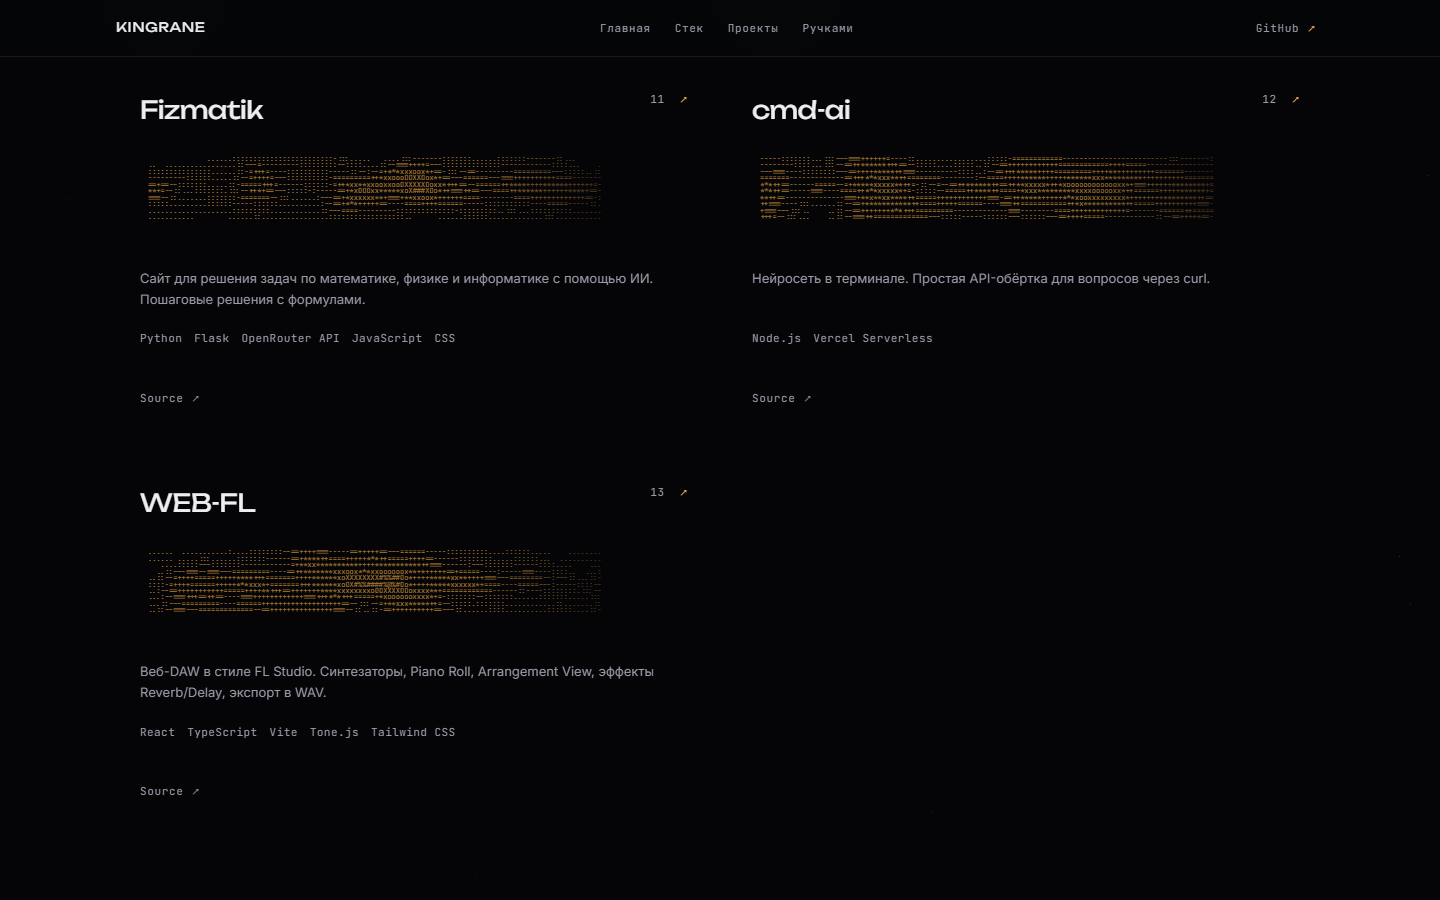 KINGRANE
Главная Стек Проекты Ручками
GitHub ↗
Fizmatik
11 ↗
Сайт для решения задач по математике, физике и информатике с помощью ИИ.
Пошаговые решения с формулами.
Python Flask OpenRouter API JavaScript CSS
Source ↗
cmd-ai
12 ↗
Нейросеть в терминале. Простая API-обёртка для вопросов через curl.
Node.js Vercel Serverless
Source ↗
WEB-FL
13 ↗
Веб-DAW в стиле FL Studio. Синтезаторы, Piano Roll, Arrangement View, эффекты
Reverb/Delay, экспорт в WAV.
React TypeScript Vite Tone.js Tailwind CSS
Source ↗